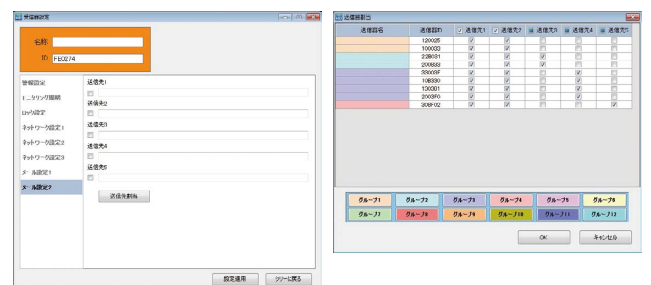 受信機設定
名称
ID FE0274
警報設定
モニタリング周期
ロック設定
ネットワーク設定1
ネットワーク設定2
ネットワーク設定3
メール設定1
メール設定2
送信先1
送信先2
送信先3
送信先4
送信先5
送信先割当
設定適用
ツリーに戻る
送信器割当
送信器名 送信器ID 送信先1 送信先2 送信先3 送信先4 送信先5
120025
100033
228031
200833
10B330
130301
2003F0
308F02
グループ1 グループ2 グループ3 グループ4 グループ5 グループ6
グループ7 グループ8 グループ9 グループ10 グループ11 グループ12
OK キャンセル